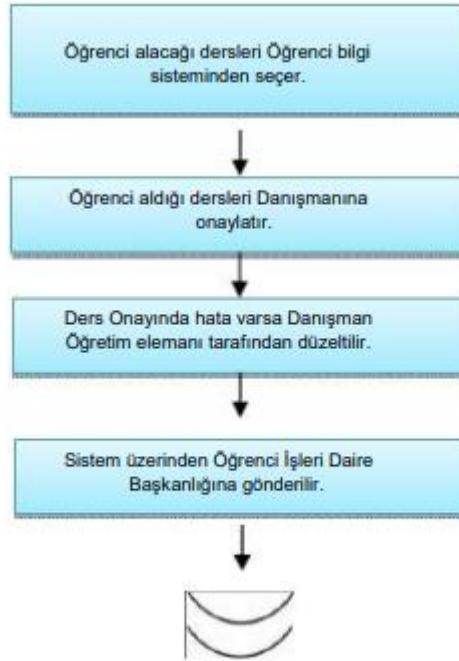 Öğrenci alacağı dersleri Öğrenci bilgi
sisteminden seçer.
Öğrenci aldığı dersleri Danışmanına
onaylatır.
Ders Onayında hata varsa Danışman
Öğretim elemanı tarafından düzeltilir.
Sistem üzerinden Öğrenci İşleri Daire
Başkanlığına gönderilir.